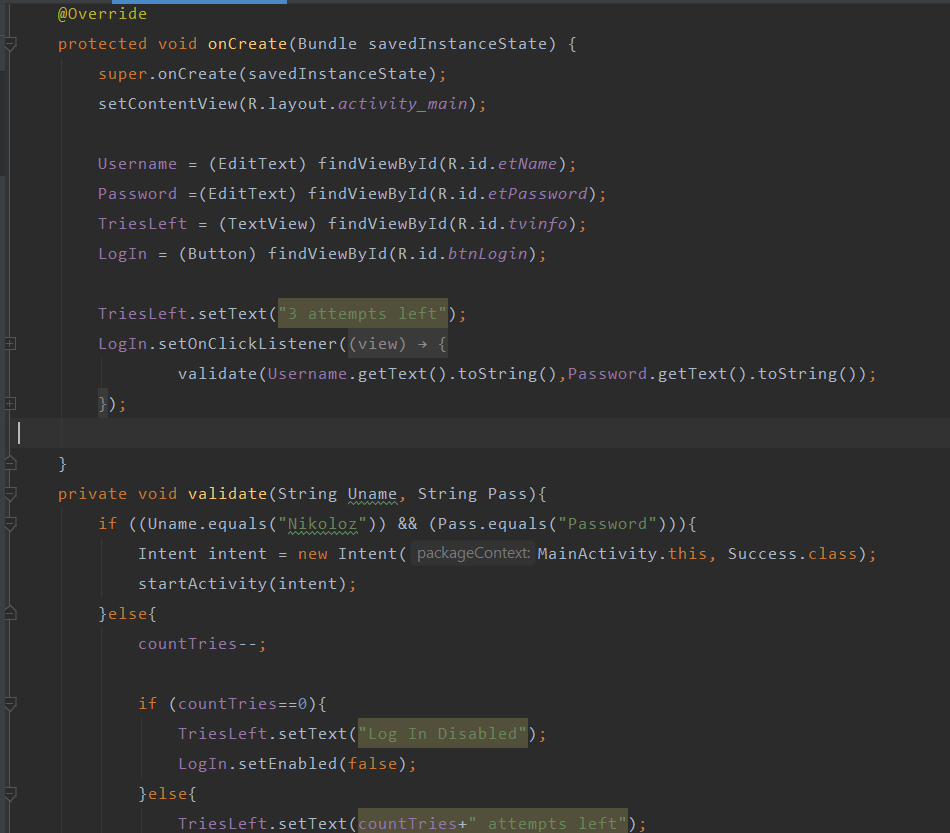 @Override
protected void onCreate(Bundle savedInstanceState) {
super.onCreate(savedInstanceState);
setContentView(R.layout.activity_main);
Username = (EditText) findViewById(R.id.etName);
Password =(EditText) findViewById(R.id.etPassword);
TriesLeft = (TextView) findViewById(R.id.tvinfo);
LogIn = (Button) findViewById(R.id.btnLogin);
TriesLeft.setText("3 attempts left");
LogIn.setOnClickListener((view) → {
validate(Username.getText().toString(),Password.getText().toString());
});
}
private void validate(String Uname, String Pass){
if ((Uname.equals("Nikoloz")) && (Pass.equals("Password"))){
Intent intent = new Intent( packageContext: MainActivity.this, Success.class);
startActivity(intent);
}else{
countTries--;
if (countTries==0){
TriesLeft.setText("Log In Disabled");
LogIn.setEnabled(false);
}else{
TriesLeft.setText(countTries+" attempts left");